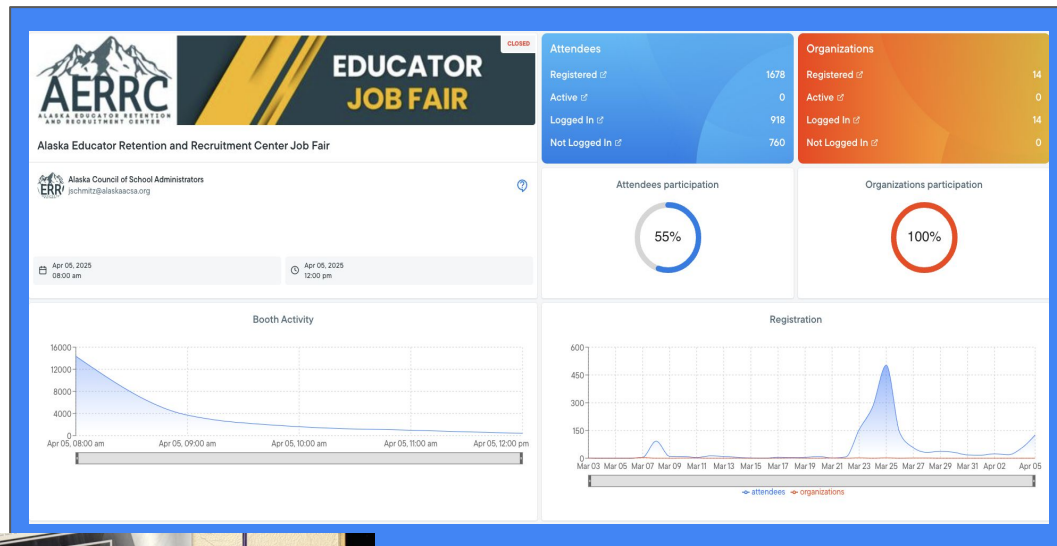 AERRC
ALASKA EDUCATOR RETENTION
AND RECRUITMENT CENTER
EDUCATOR
JOB FAIR
CLOSED
Alaska Educator Retention and Recruitment Center Job Fair
ERR
Alaska Council of School Administrators
jschmitz@alaskaacsa.org
Apr 05, 2025
08:00 am
Apr 05, 2025
12:00 pm
Attendees
Registered 1678
Active 0
Logged In 918
Not Logged In 760
Organizations
Registered 14
Active 0
Logged In 14
Not Logged In 0
Attendees participation
55%
Organizations participation
100%
Booth Activity
16000
12000
8000
4000
0
Apr 05, 08:00 am Apr 05, 09:00 am Apr 05, 10:00 am Apr 05, 11:00 am Apr 05, 12:00 pm
Registration
600
450
300
150
0
Mar 03 Mar 05 Mar 07 Mar 09 Mar 11 Mar 13 Mar 15 Mar 17 Mar 19 Mar 21 Mar 23 Mar 25 Mar 27 Mar 29 Mar 31 Apr 02 Apr 05
attendees organizations